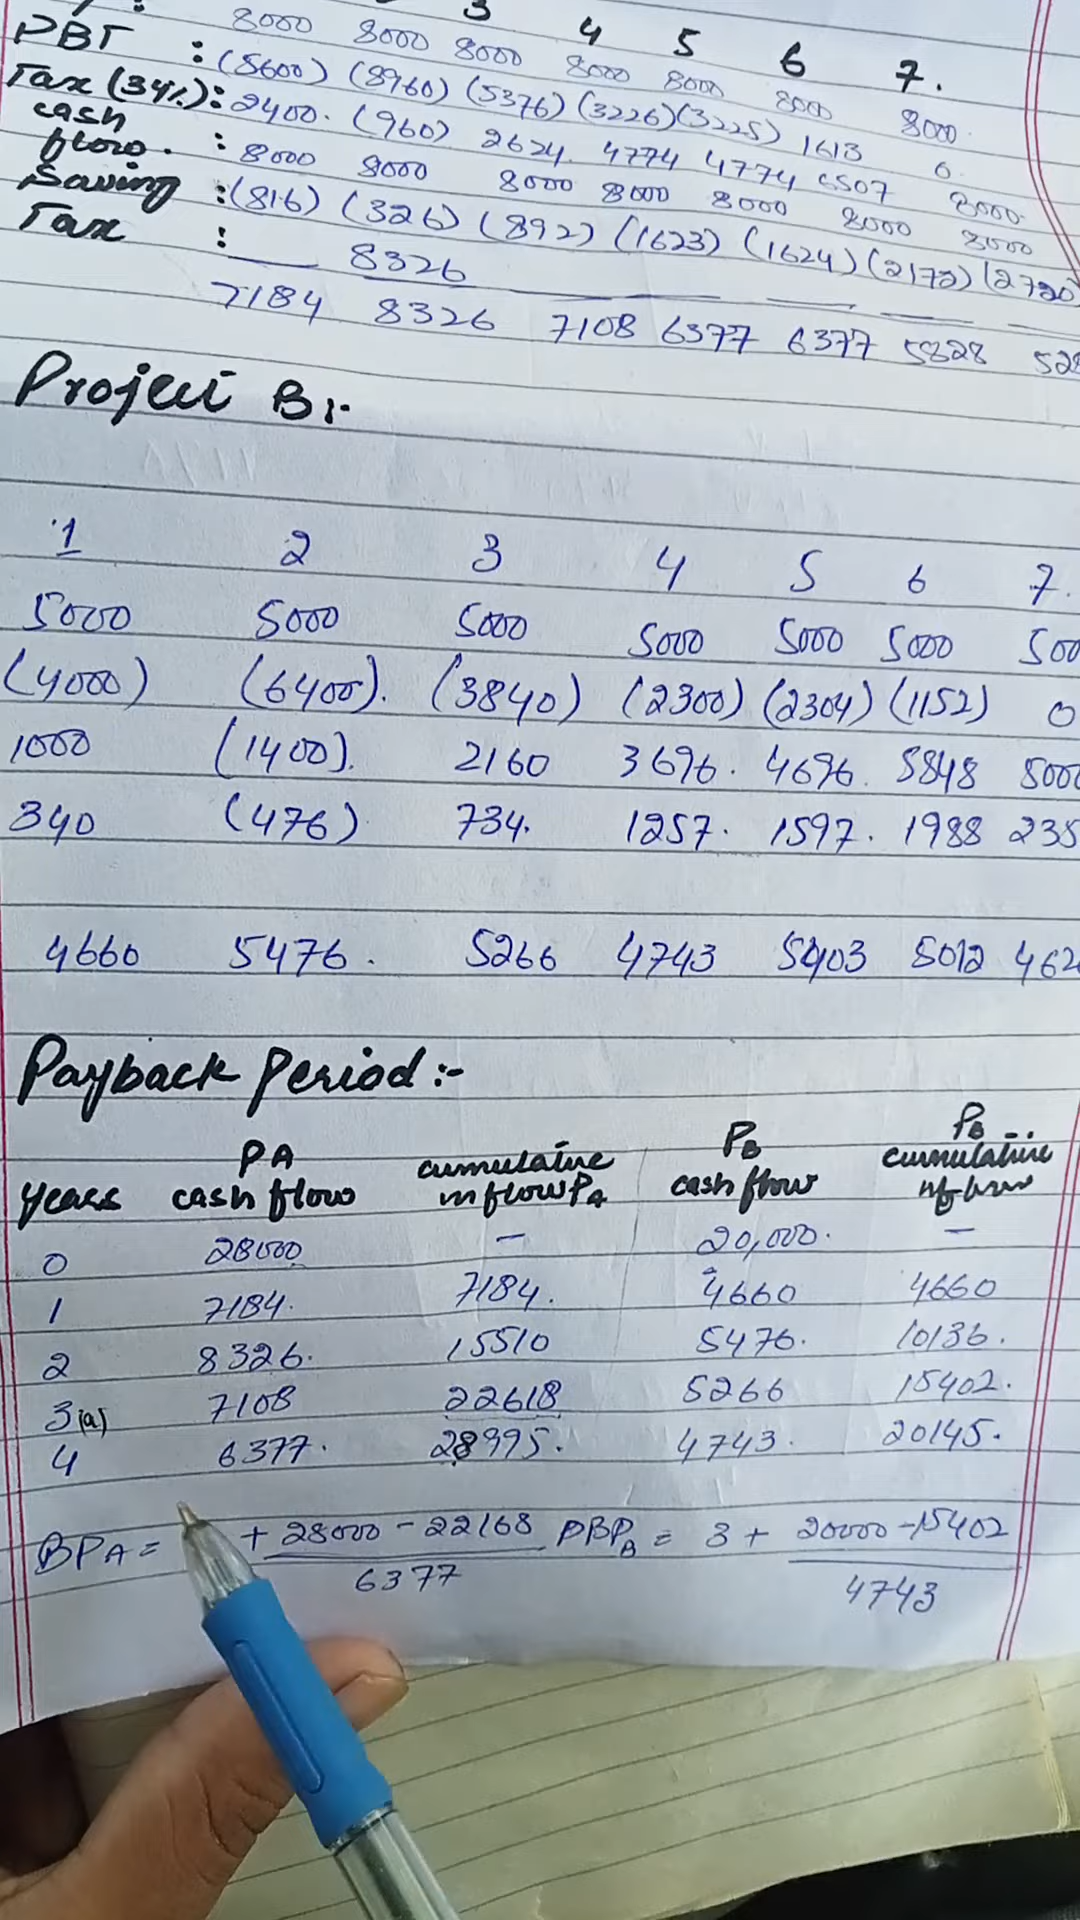 3 4 5 6 7.
8000 8000 8000 8000 8000 8000 8000
PBT : (5600) (8960) (5376) (3226) (3225) 1613 0
Tax (34%): 2400. (960) 2624 4774 4774 6507 8000
cash flow. : 8000 8000 8000 8000 8000 8000 8000
Saving : (816) (326) (892) (1623) (1624) (2172) (2720)
Tax : 8326
7184 8326 7108 6377 6377 5828 528
Project B:-
1 2 3 4 5 6 7.
5000 5000 5000 5000 5000 5000 500
(4000) (6400). (3840) (2300) (2304) (1152) 0
1000 (1400). 2160 3696. 4696. 5848 5000
340 (476) 734. 1257. 1597. 1988 235
4660 5476. 5266 4743 5403 5012 462
Payback Period:-
years PA cash flow cumulative inflow PA PB cash flow PB cumulative inflow
0 28000 — 20,000. —
1 7184. 7184. 4660 4660
2 8326. 15510 5476. 10136.
3(a) 7108 22618 5266 15402.
4 6377. 28995. 4743. 20145.
BPA = + 28000 - 22168 PBPB = 3 + 20000 - 15402
6377 4743